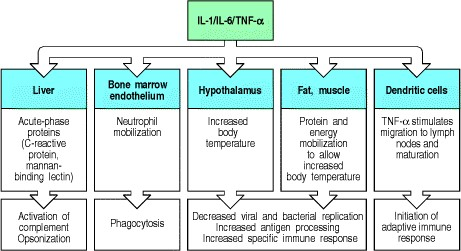 IL-1/IL-6/TNF-α
Liver
Acute-phase
proteins
(C-reactive
protein,
mannan-
binding lectin)
Activation of
complement
Opsonization
Bone marrow
endothelium
Neutrophil
mobilization
Phagocytosis
Hypothalamus
Increased
body
temperature
Fat, muscle
Protein and
energy
mobilization
to allow
increased
body temperature
Decreased viral and bacterial replication
Increased antigen processing
Increased specific immune response
Dendritic cells
TNF-α stimulates
migration to lymph
nodes and
maturation
Initiation of
adaptive immune
response